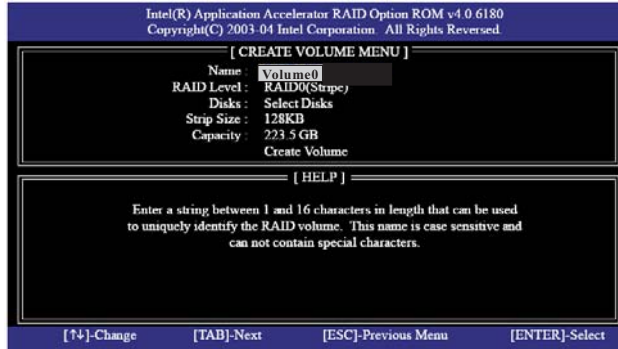 Intel(R) Application Accelerator RAID Option ROM v4.0.6180
Copyright(C) 2003-04 Intel Corporation. All Rights Reversed.
[ CREATE VOLUME MENU ]
Name : Volume0
RAID Level : RAID0(Stripe)
Disks : Select Disks
Strip Size : 128KB
Capacity : 223.5 GB
Create Volume
[ HELP ]
Enter a string between 1 and 16 characters in length that can be used
to uniquely identify the RAID volume. This name is case sensitive and
can not contain special characters.
[↑↓]-Change [TAB]-Next [ESC]-Previous Menu [ENTER]-Select